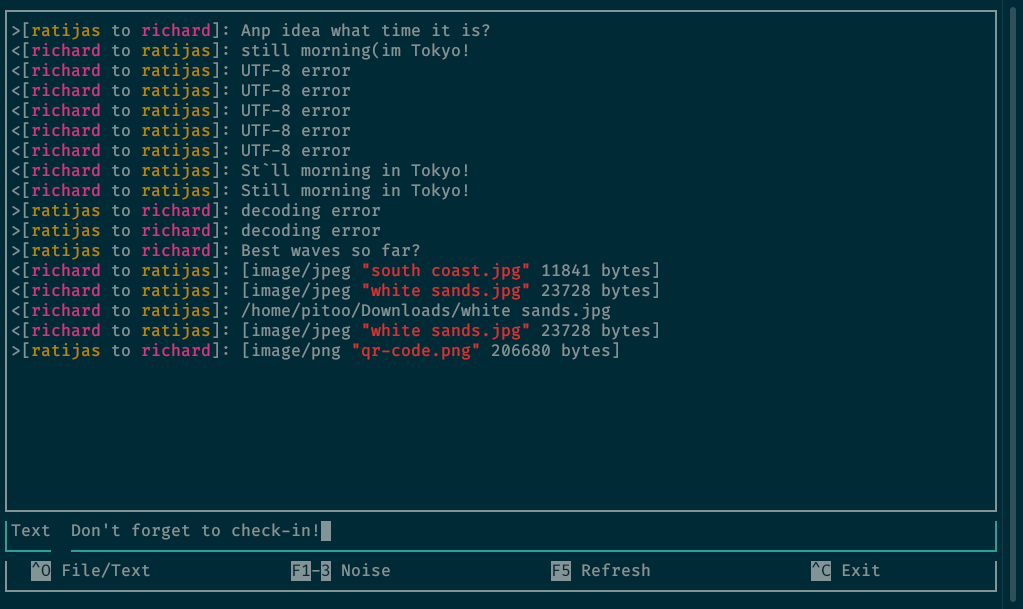 >[ratijas to richard]: Anp idea what time it is?
<[richard to ratijas]: still morning(im Tokyo!
<[richard to ratijas]: UTF-8 error
<[richard to ratijas]: UTF-8 error
<[richard to ratijas]: UTF-8 error
<[richard to ratijas]: UTF-8 error
<[richard to ratijas]: UTF-8 error
<[richard to ratijas]: St`ll morning in Tokyo!
<[richard to ratijas]: Still morning in Tokyo!
>[ratijas to richard]: decoding error
>[ratijas to richard]: decoding error
>[ratijas to richard]: Best waves so far?
<[richard to ratijas]: [image/jpeg "south coast.jpg" 11841 bytes]
<[richard to ratijas]: [image/jpeg "white sands.jpg" 23728 bytes]
<[richard to ratijas]: /home/pitoo/Downloads/white sands.jpg
<[richard to ratijas]: [image/jpeg "white sands.jpg" 23728 bytes]
>[ratijas to richard]: [image/png "qr-code.png" 206680 bytes]
Text Don't forget to check-in!
^O File/Text F1-3 Noise F5 Refresh ^C Exit